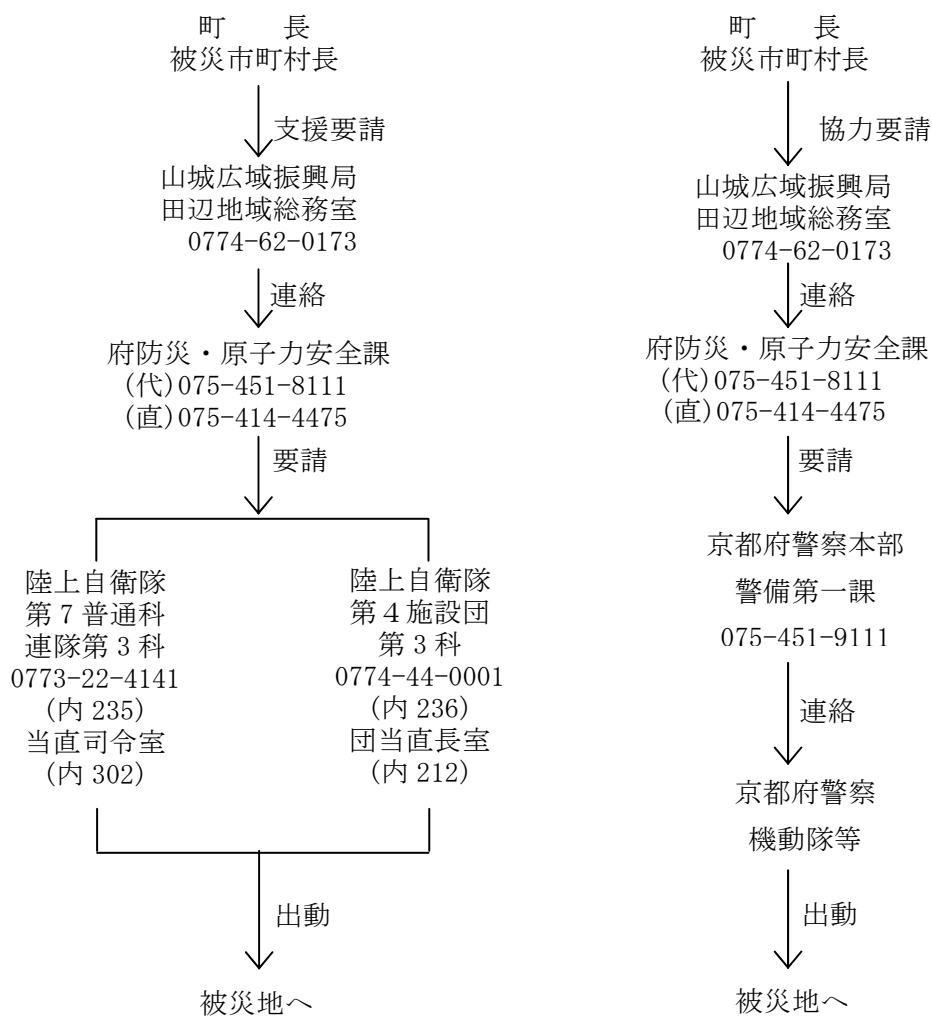 町　　長
被災市町村長
支援要請
山城広域振興局
田辺地域総務室
0774-62-0173
連絡
府防災・原子力安全課
(代)075-451-8111
(直)075-414-4475
要請
陸上自衛隊
第７普通科
連隊第３科
0773-22-4141
(内 235)
当直司令室
(内 302)
陸上自衛隊
第４施設団
第３科
0774-44-0001
(内 236)
団当直長室
(内 212)
出動
被災地へ
町　　長
被災市町村長
協力要請
山城広域振興局
田辺地域総務室
0774-62-0173
連絡
府防災・原子力安全課
(代)075-451-8111
(直)075-414-4475
要請
京都府警察本部
警備第一課
075-451-9111
連絡
京都府警察
機動隊等
出動
被災地へ